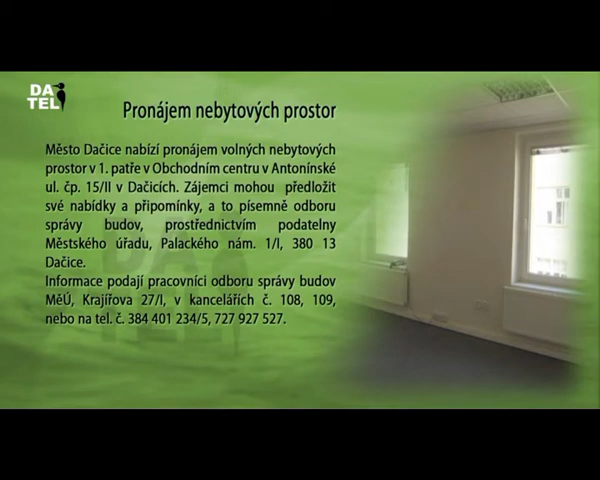 DA
TEL
Pronájem nebytových prostor
Město Dačice nabízí pronájem volných nebytových
prostor v 1. patře v Obchodním centru v Antonínské
ul. čp. 15/II v Dačicích. Zájemci mohou předložit
své nabídky a připomínky, a to písemně odboru
správy budov, prostřednictvím podatelny
Městského úřadu, Palackého nám. 1/I, 380 13
Dačice.
Informace podají pracovníci odboru správy budov
MěÚ, Krajířova 27/I, v kancelářích č. 108, 109,
nebo na tel. č. 384 401 234/5, 727 927 527.